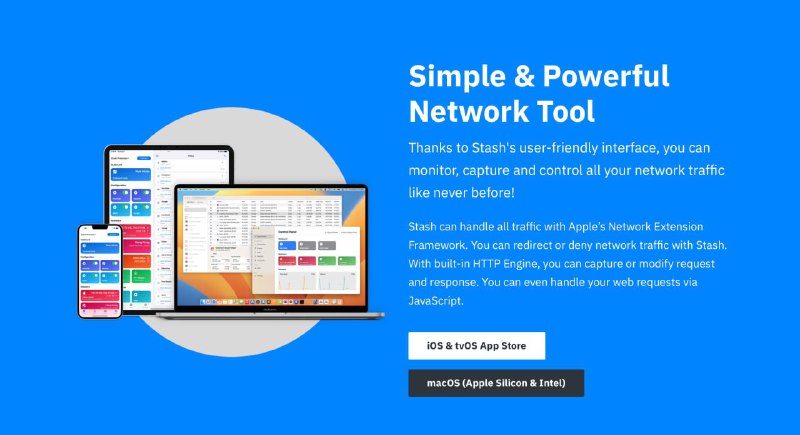 Simple & Powerful
Network Tool
Thanks to Stash's user-friendly interface, you can
monitor, capture and control all your network traffic
like never before!
Stash can handle all traffic with Apple's Network Extension
Framework. You can redirect or deny network traffic with Stash.
With built-in HTTP Engine, you can capture or modify request
and response. You can even handle your web requests via
JavaScript.
iOS & tvOS App Store
macOS (Apple Silicon & Intel)